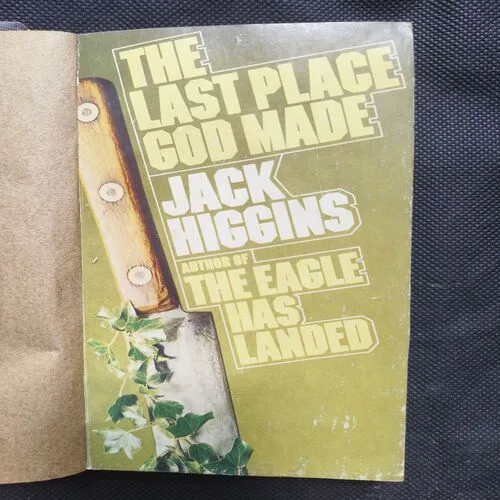 THE
LAST PLACE
GOD MADE
JACK
HIGGINS
AUTHOR OF
THE EAGLE
HAS
LANDED